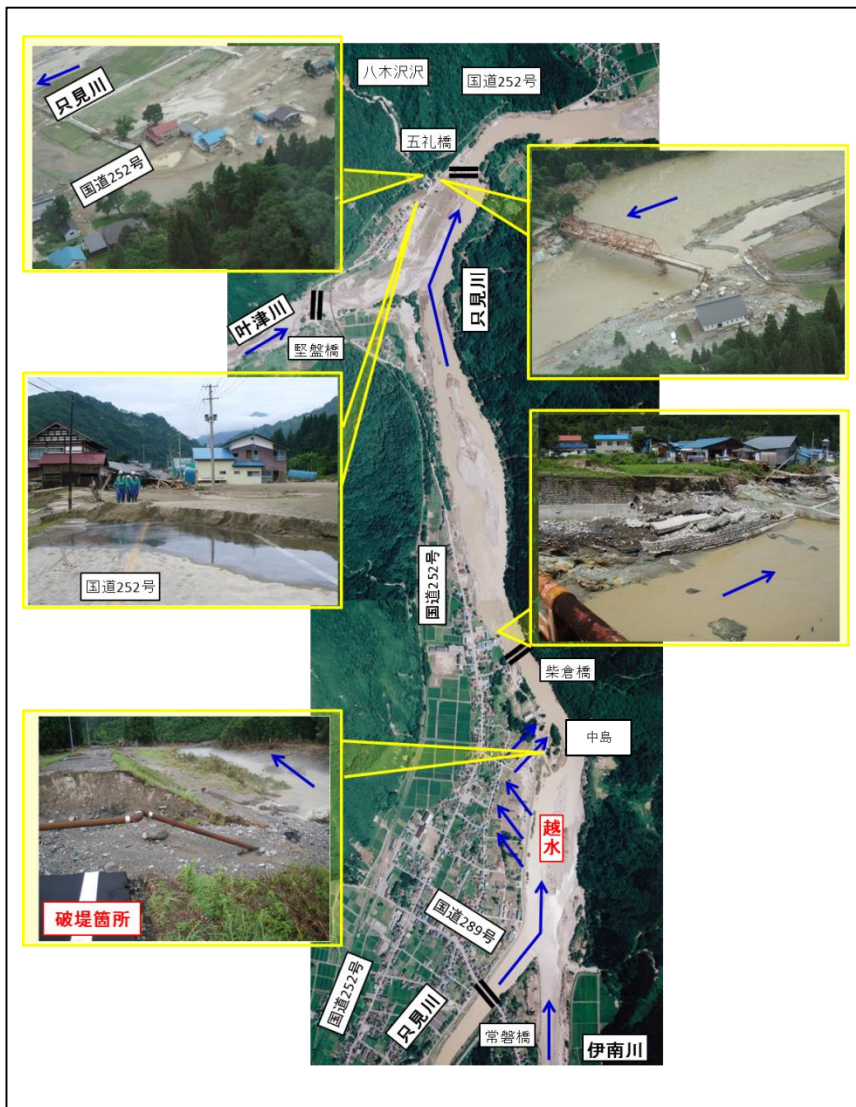 八木沢沢
国道252号
只見川
国道252号
五礼橋
叶津川
堅盤橋
只見川
国道252号
国道252号
柴倉橋
中島
越水
破堤箇所
国道289号
国道252号
只見川
常磐橋
伊南川